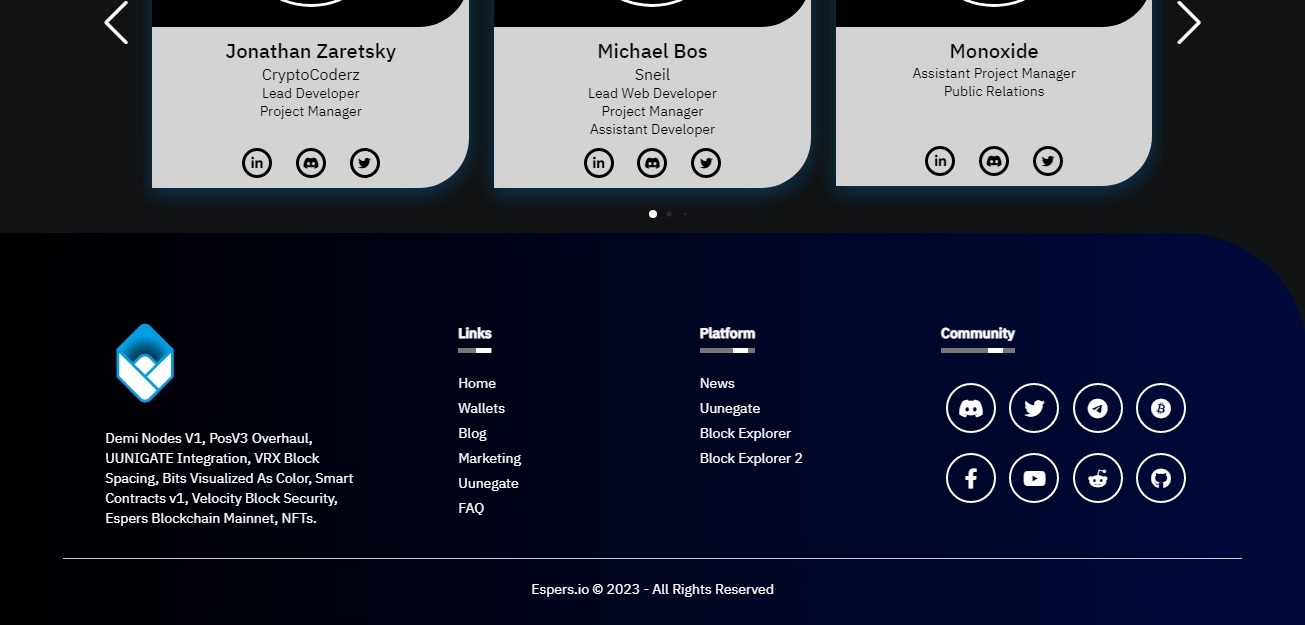 Jonathan Zaretsky
CryptoCoderz
Lead Developer
Project Manager
in
Michael Bos
Sneil
Lead Web Developer
Project Manager
Assistant Developer
in
Monoxide
Assistant Project Manager
Public Relations
in
Demi Nodes V1, PosV3 Overhaul,
UUNIGATE Integration, VRX Block
Spacing, Bits Visualized As Color, Smart
Contracts v1, Velocity Block Security,
Espers Blockchain Mainnet, NFTs.
Links
Home
Wallets
Blog
Marketing
Uunegate
FAQ
Platform
News
Uunegate
Block Explorer
Block Explorer 2
Community
Espers.io © 2023 - All Rights Reserved